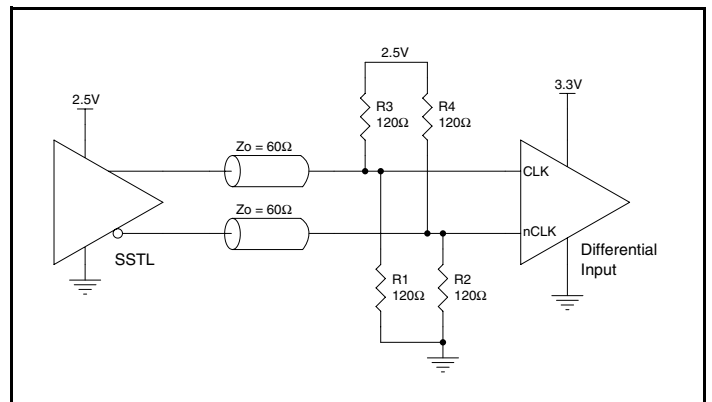 2.5V
3.3V
2.5V
R3
120Ω
R4
120Ω
Zo = 60Ω
CLK
Zo = 60Ω
nCLK
SSTL
Differential
Input
R1
120Ω
R2
120Ω